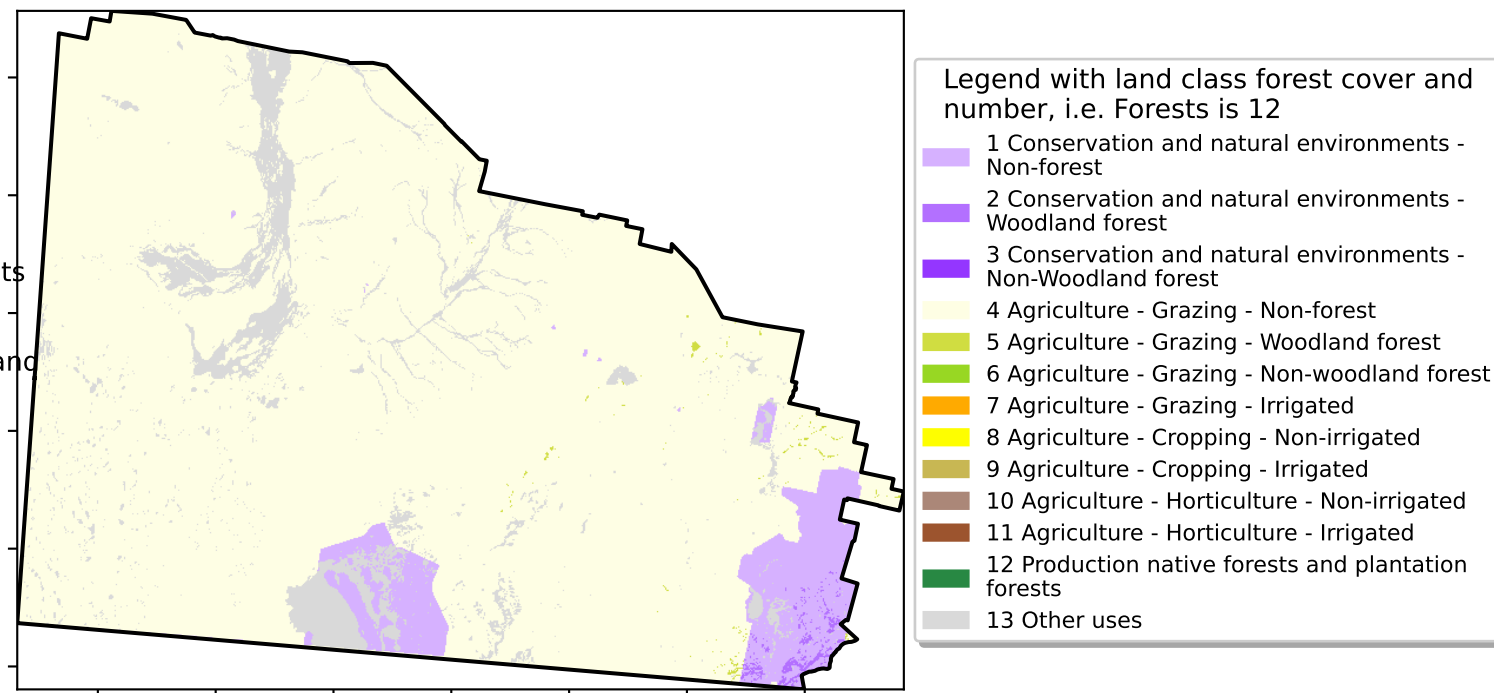 Legend with land class forest cover and
number, i.e. Forests is 12
1 Conservation and natural environments -
Non-forest
2 Conservation and natural environments -
Woodland forest
3 Conservation and natural environments -
Non-Woodland forest
4 Agriculture - Grazing - Non-forest
5 Agriculture - Grazing - Woodland forest
6 Agriculture - Grazing - Non-woodland forest
7 Agriculture - Grazing - Irrigated
8 Agriculture - Cropping - Non-irrigated
9 Agriculture - Cropping - Irrigated
10 Agriculture - Horticulture - Non-irrigated
11 Agriculture - Horticulture - Irrigated
12 Production native forests and plantation
forests
13 Other uses
ts
and